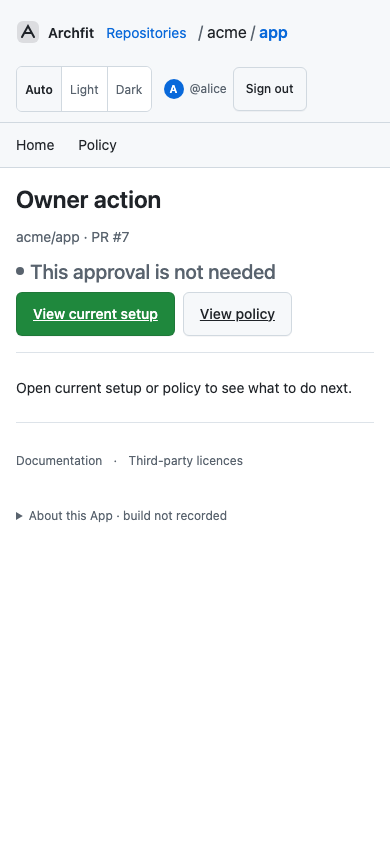 Archfit Repositories / acme / app
Auto Light Dark A @alice Sign out
Home Policy
Owner action
acme/app · PR #7
This approval is not needed
View current setup View policy
Open current setup or policy to see what to do next.
Documentation · Third-party licences
About this App · build not recorded